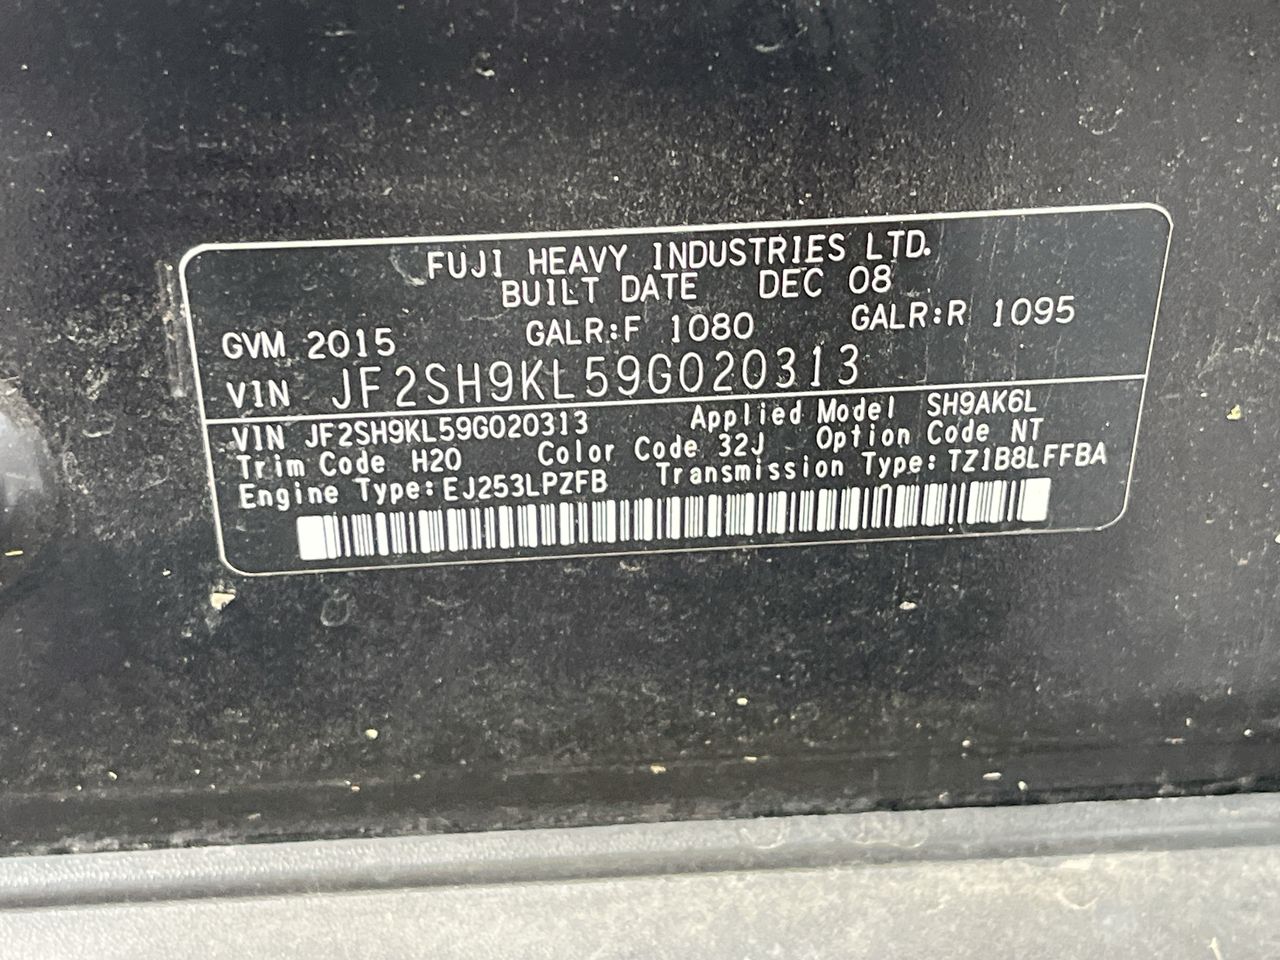 FUJI HEAVY INDUSTRIES LTD.
BUILT DATE DEC 08
GVM 2015 GALR:F 1080 GALR:R 1095
VIN JF2SH9KL59G020313
VIN JF2SH9KL59G020313 Applied Model SH9AK6L
Trim Code H20 Color Code 32J Option Code NT
Engine Type:EJ253LPZFB Transmission Type:TZ1B8LFFBA